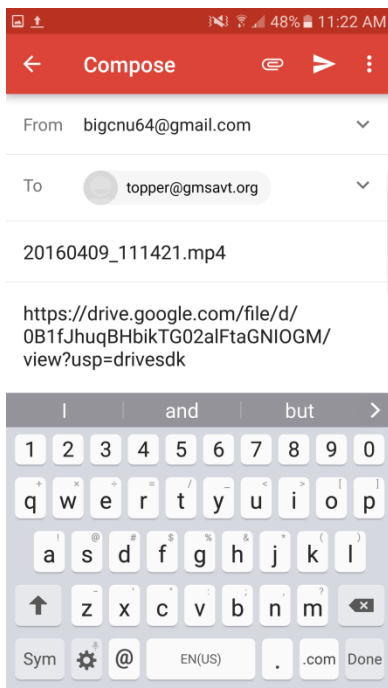 48% 11:22 AM
Compose
From bigcnu64@gmail.com
To topper@gmsavt.org
20160409_111421.mp4
https://drive.google.com/file/d/
0B1fJhuqBHbikTG02alFtaGNIOGM/
view?usp=drivesdk
I and but
1 2 3 4 5 6 7 8 9 0
+ × ÷ = / _ < > [ ]
q w e r t y u i o p
! @ # $ % & * ( )
a s d f g h j k l
- ' " : ; , ?
z x c v b n m
Sym @ EN(US) . .com Done